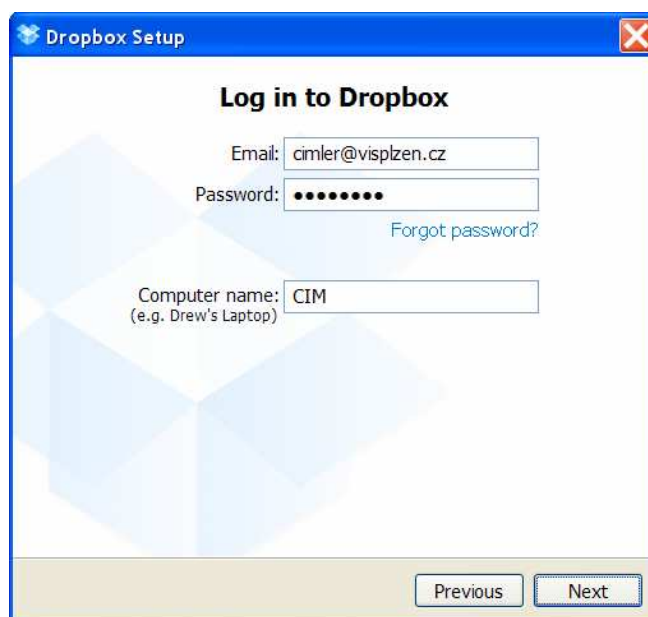 Dropbox Setup
Log in to Dropbox
Email: cimler@visplzen.cz
Password: ●●●●●●●●
Forgot password?
Computer name: CIM
(e.g. Drew's Laptop)
Previous Next